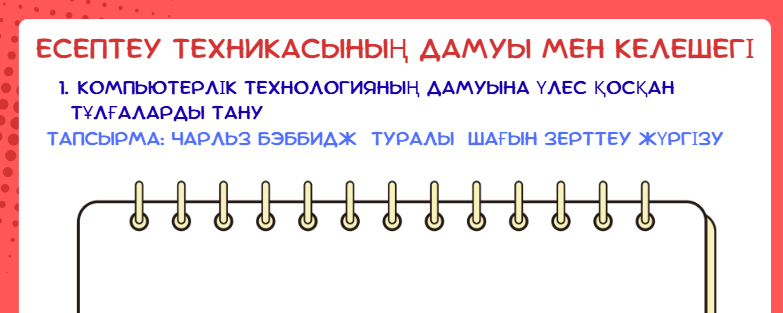 ЕСЕПТЕУ ТЕХНИКАСЫНЫҢ ДАМУЫ МЕН КЕЛЕШЕГІ
1. КОМПЬЮТЕРЛІК ТЕХНОЛОГИЯНЫҢ ДАМУЫНА ҮЛЕС ҚОСҚАН
ТҰЛҒАЛАРДЫ ТАНУ
ТАПСЫРМА: ЧАРЛЬЗ БЭББИДЖ ТУРАЛЫ ШАҒЫН ЗЕРТТЕУ ЖҮРГІЗУ